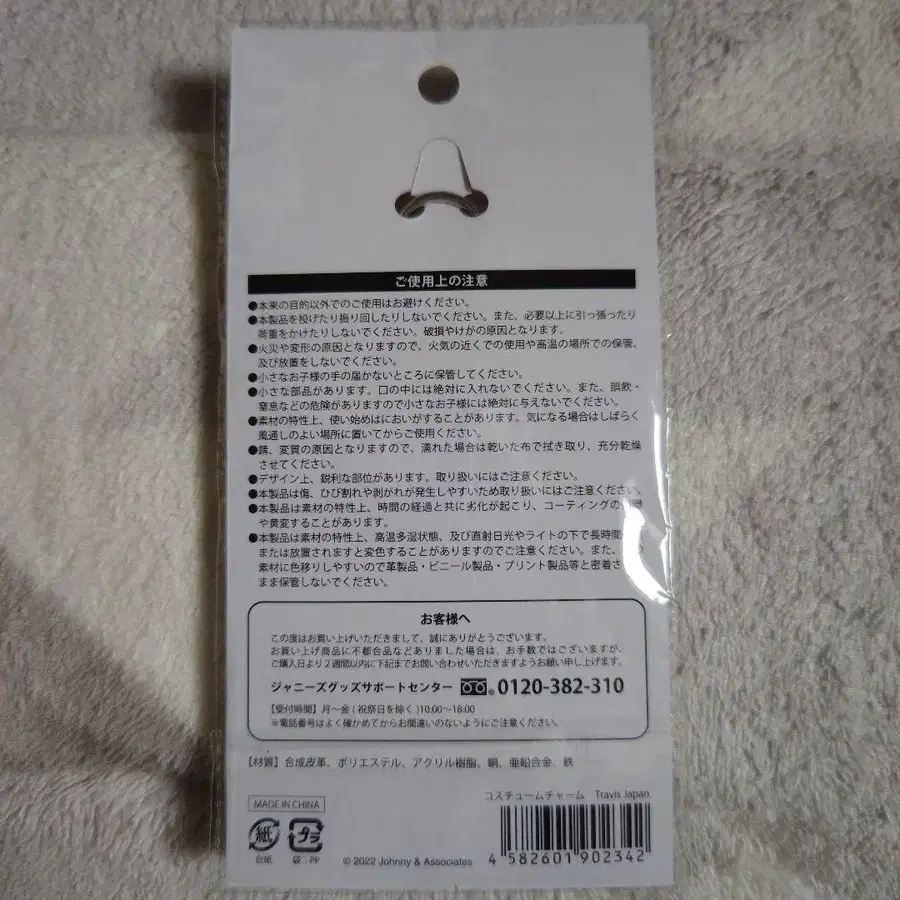 ご使用上の注意
●本来の目的以外でのご使用はお避けください。
●本製品を投げたり振り回したりしないでください。また、必要以上に引っ張ったり
荷重をかけたりしないでください。破損やけがの原因となります。
●火災や変形の原因となりますので、火気の近くでの使用や高温の場所での保管、
及び放置をしないでください。
●小さなお子様の手の届かないところに保管してください。
●小さな部品があります。口の中には絶対に入れないでください。また、誤飲・
窒息などの危険がありますので小さなお子様には絶対に与えないでください。
●素材の特性上、使い始めはにおいがすることがあります。気になる場合はしばらく
風通しのよい場所に置いてからご使用ください。
●錆、変質の原因となりますので、濡れた場合は乾いた布で拭き取り、充分乾燥
させてください。
●デザイン上、鋭利な部位があります。取り扱いにはご注意ください。
●本製品は傷、ひび割れや剥がれが発生しやすいため取り扱いにはご注意ください。
●本製品は素材の特性上、時間の経過と共に劣化が起こり、コーティングの
や黄変することがあります。
●本製品は素材の特性上、高温多湿状態、及び直射日光やライトの下で長時間
または放置されますと変色することがありますのでご注意ください。また、
素材に色移りしやすいので革製品・ビニール製品・プリント製品等と密着さ
まま保管しないでください。
お客様へ
この度はお買い上げいただきまして、誠にありがとうございます。
お買い上げ商品に不都合品などありました場合は、お手数ではございますが、
ご購入日より2週間以内に下記までお問い合わせいただきますようお願い申し上げます。
ジャニーズグッズサポートセンター ® 0120-382-310
【受付時間】月〜金(祝祭日を除く)10:00〜18:00
※電話番号はよく確かめてからお間違いのないようにご注意ください。
【材質】合成皮革、ポリエステル、アクリル樹脂、銅、亜鉛合金、鉄
コスチュームチャーム Travis Japan
MADE IN CHINA
紙
台紙
プラ
袋：PP
© 2022 Johnny & Associates
4 582601 902342